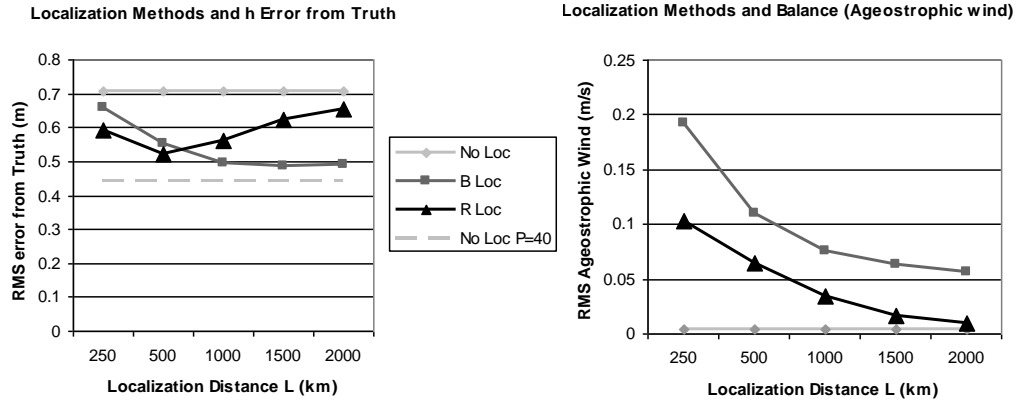 Localization Methods and h Error from Truth
RMS error from Truth (m)
0.8
0.7
0.6
0.5
0.4
0.3
0.2
0.1
0
250 500 1000 1500 2000
Localization Distance L (km)
No Loc
B Loc
R Loc
No Loc P=40
Localization Methods and Balance (Ageostrophic wind)
RMS Ageostrophic Wind (m/s)
0.25
0.2
0.15
0.1
0.05
0
250 500 1000 1500 2000
Localization Distance L (km)